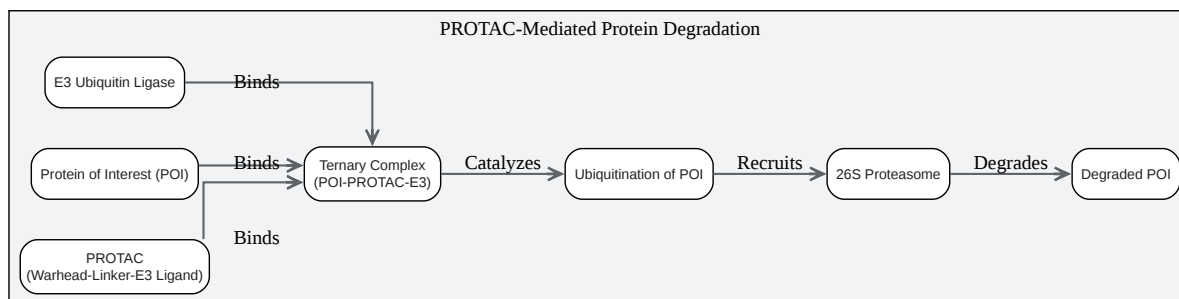 PROTAC-Mediated Protein Degradation
E3 Ubiquitin Ligase
Binds
Protein of Interest (POI)
Binds
Ternary Complex
(POI-PROTAC-E3)
Catalyzes
Ubiquitination of POI
Recruits
26S Proteasome
Degrades
Degraded POI
Binds
PROTAC
(Warhead-Linker-E3 Ligand)